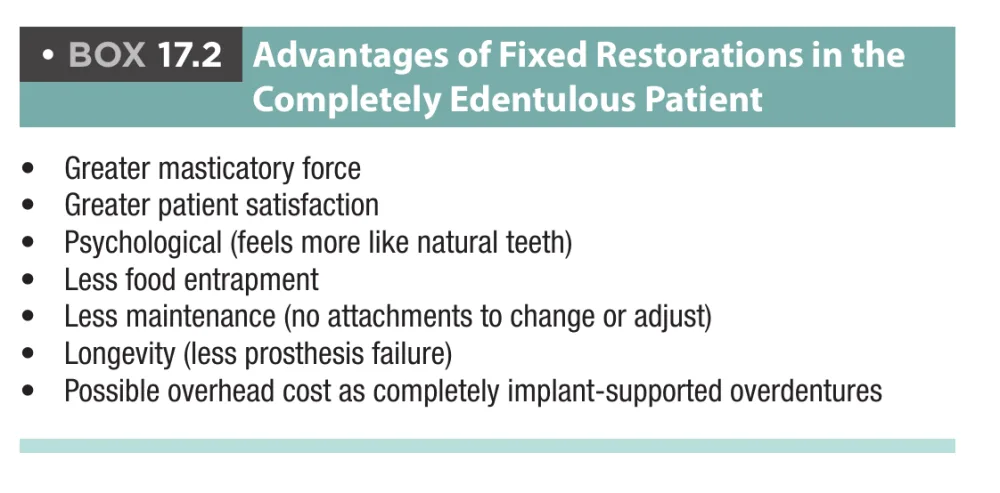 • BOX 17.2 Advantages of Fixed Restorations in the
Completely Edentulous Patient
• Greater masticatory force
• Greater patient satisfaction
• Psychological (feels more like natural teeth)
• Less food entrapment
• Less maintenance (no attachments to change or adjust)
• Longevity (less prosthesis failure)
• Possible overhead cost as completely implant-supported overdentures